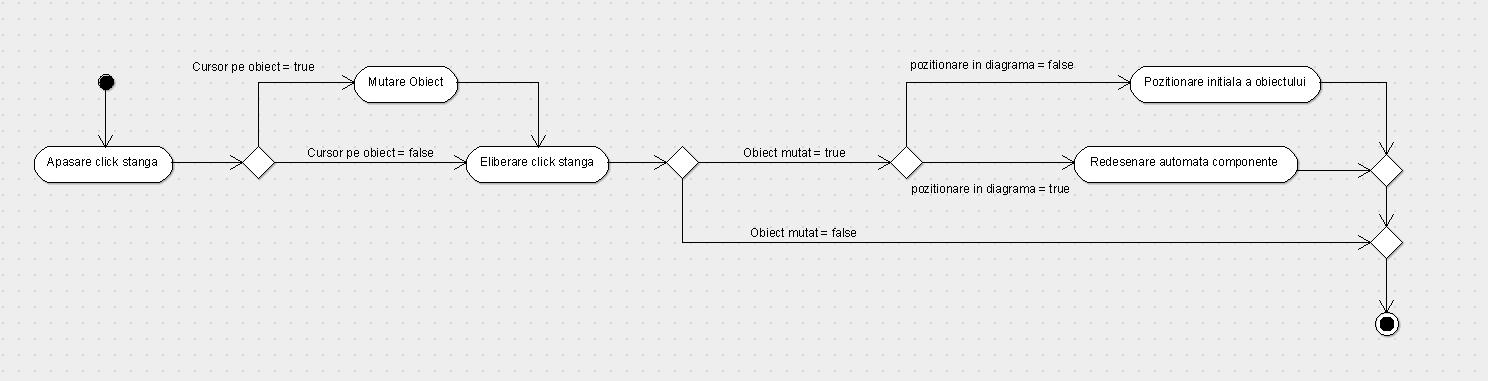 Cursor pe obiect = true
Mutare Obiect
Apasare click stanga
Cursor pe obiect = false
Eliberare click stanga
Obiect mutat = true
pozitionare in diagrama = false
Pozitionare initiala a obiectului
Redesenare automata componente
pozitionare in diagrama = true
Obiect mutat = false